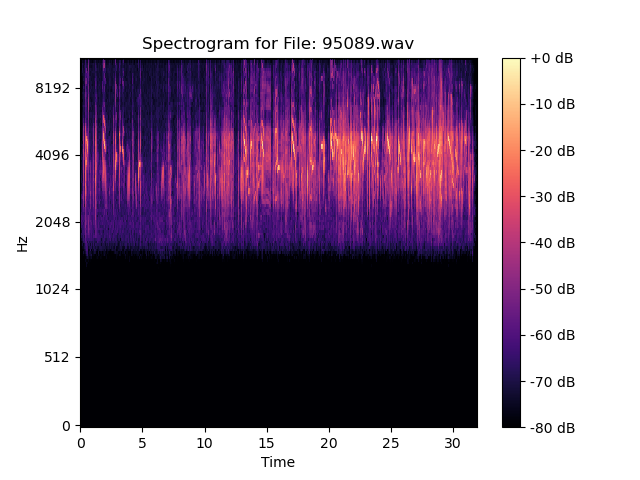 Spectrogram for File: 95089.wav
+0 dB
8192
-10 dB
4096
-20 dB
-30 dB
2048
-40 dB
Hz
1024
-50 dB
-60 dB
512
-70 dB
0
-80 dB
0 5 10 15 20 25 30
Time